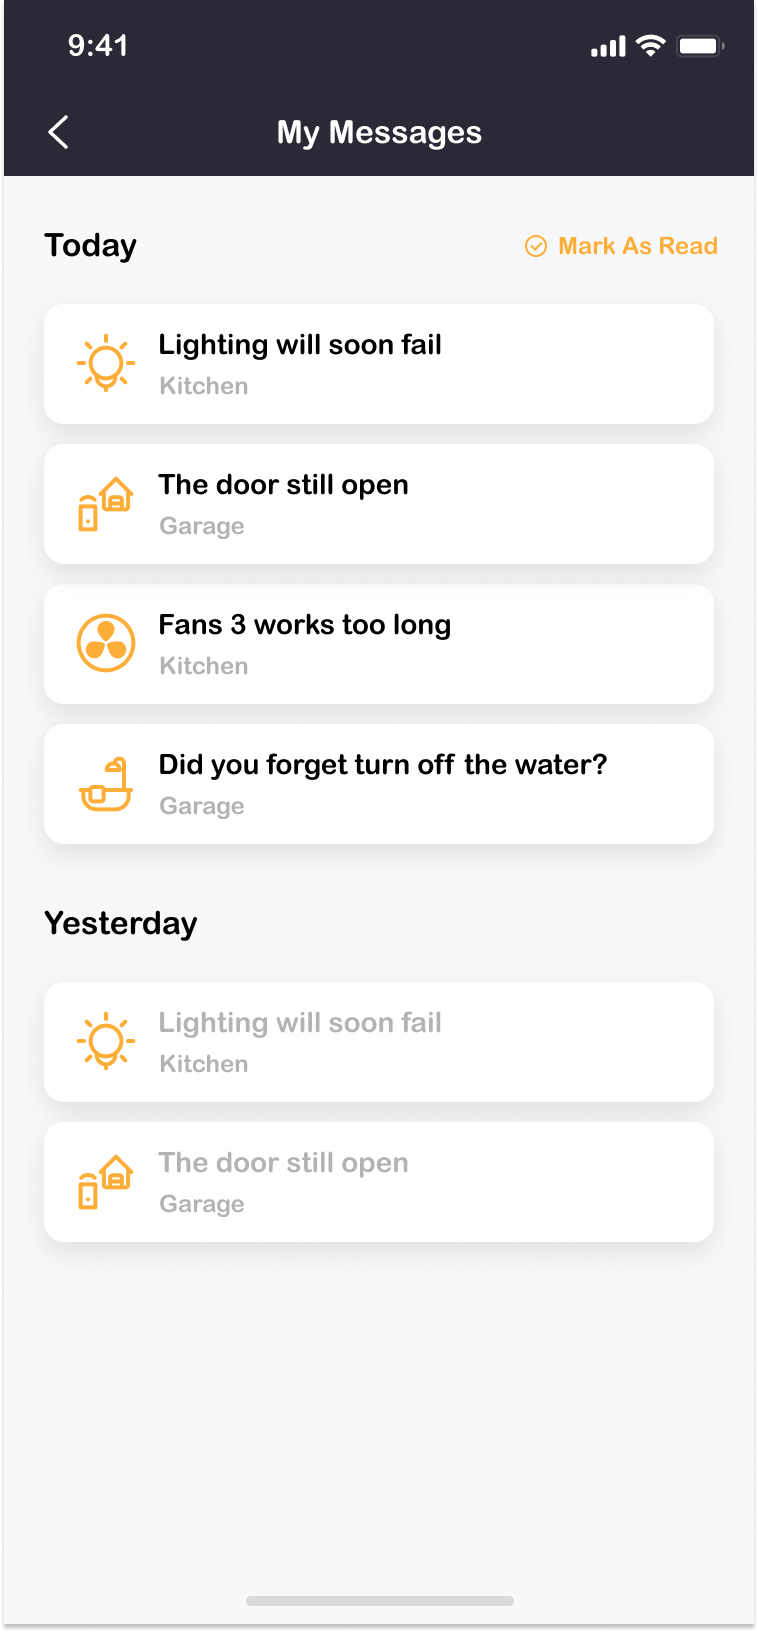 9:41
My Messages
Today
Mark As Read
Lighting will soon fail
Kitchen
The door still open
Garage
Fans 3 works too long
Kitchen
Did you forget turn off the water?
Garage
Yesterday
Lighting will soon fail
Kitchen
The door still open
Garage